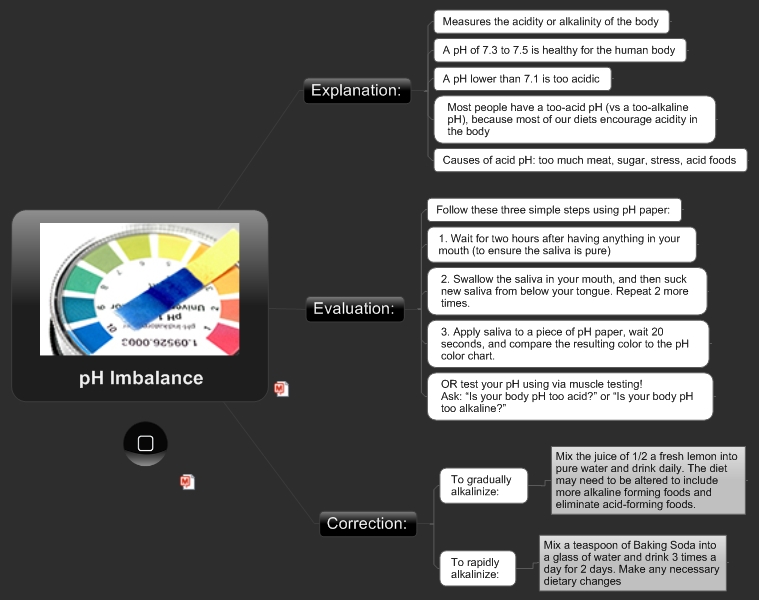 Measures the acidity or alkalinity of the body
A pH of 7.3 to 7.5 is healthy for the human body
Explanation:
A pH lower than 7.1 is too acidic
Most people have a too-acid pH (vs a too-alkaline
pH), because most of our diets encourage acidity in
the body
Causes of acid pH: too much meat, sugar, stress, acid foods
pH Imbalance
Evaluation:
Follow these three simple steps using pH paper:
1. Wait for two hours after having anything in your
mouth (to ensure the saliva is pure)
2. Swallow the saliva in your mouth, and then suck
new saliva from below your tongue. Repeat 2 more
times.
3. Apply saliva to a piece of pH paper, wait 20
seconds, and compare the resulting color to the pH
color chart.
OR test your pH using via muscle testing!
Ask: “Is your body pH too acid?” or “Is your body pH
too alkaline?”
Correction:
To gradually
alkalinize:
Mix the juice of 1/2 a fresh lemon into
pure water and drink daily. The diet
may need to be altered to include
more alkaline forming foods and
eliminate acid-forming foods.
To rapidly
alkalinize:
Mix a teaspoon of Baking Soda into
a glass of water and drink 3 times a
day for 2 days. Make any necessary
dietary changes
1.09526.0003